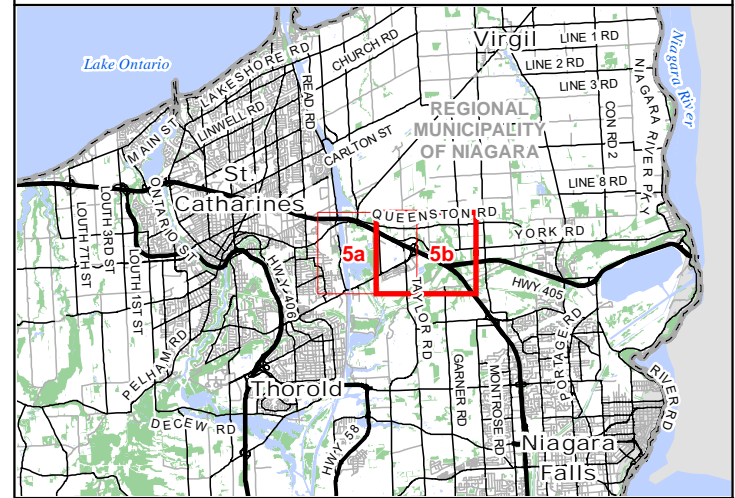 Lake Ontario
LAKESHORE RD
CHURCH RD
Virgil
LINE 1 RD
LINE 2 RD
LINE 3 RD
Niagara River
NIAGARA RIVER PKY
READ RD
LINWELL RD
MAIN ST
CARLTON ST
REGIONAL
MUNICIPALITY
OF NIAGARA
CON RD 2
LINE 8 RD
St.
Catharines
ONTARIO ST
LOUTH 7TH ST
LOUTH 3RD ST
LOUTH 1ST ST
QUEENSTON RD
YORK RD
5a
5b
HWY 406
HWY 405
TAYLOR RD
PORTAGE RD
PELHAM RD
Thorold
GARNER RD
MONTROSE RD
RIVER RD
DECEW RD
HWY 58
Niagara
Falls